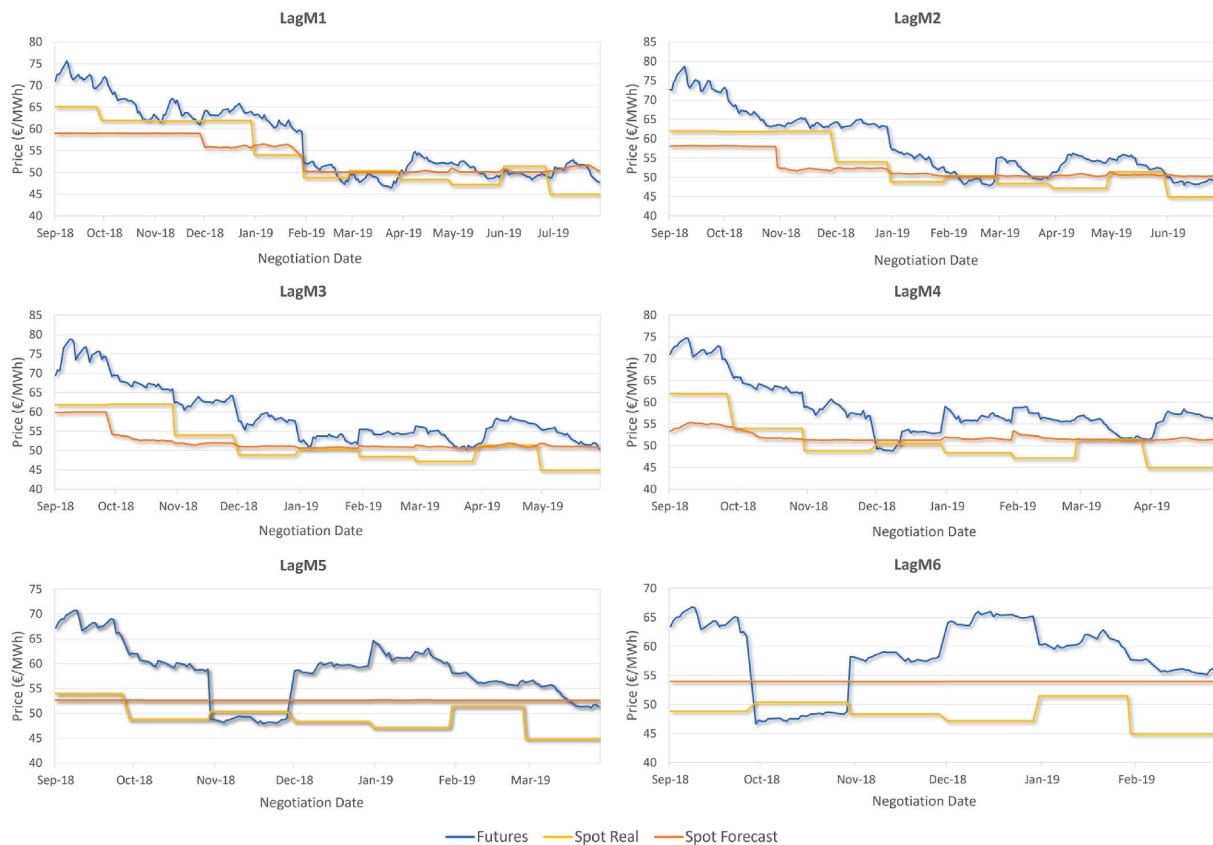 LagM1
Price (€/MWh)
80
75
70
65
60
55
50
45
40
Sep-18 Oct-18 Nov-18 Dec-18 Jan-19 Feb-19 Mar-19 Apr-19 May-19 Jun-19 Jul-19
Negotiation Date
LagM2
Price (€/MWh)
85
80
75
70
65
60
55
50
45
40
Sep-18 Oct-18 Nov-18 Dec-18 Jan-19 Feb-19 Mar-19 Apr-19 May-19 Jun-19
Negotiation Date
LagM3
Price (€/MWh)
85
80
75
70
65
60
55
50
45
40
Sep-18 Oct-18 Nov-18 Dec-18 Jan-19 Feb-19 Mar-19 Apr-19 May-19
Negotiation Date
LagM4
Price (€/MWh)
80
75
70
65
60
55
50
45
40
Sep-18 Oct-18 Nov-18 Dec-18 Jan-19 Feb-19 Mar-19 Apr-19
Negotiation Date
LagM5
Price (€/MWh)
75
70
65
60
55
50
45
40
Sep-18 Oct-18 Nov-18 Dec-18 Jan-19 Feb-19 Mar-19
Negotiation Date
LagM6
Price (€/MWh)
70
65
60
55
50
45
40
Sep-18 Oct-18 Nov-18 Dec-18 Jan-19 Feb-19
Negotiation Date
Futures Spot Real Spot Forecast